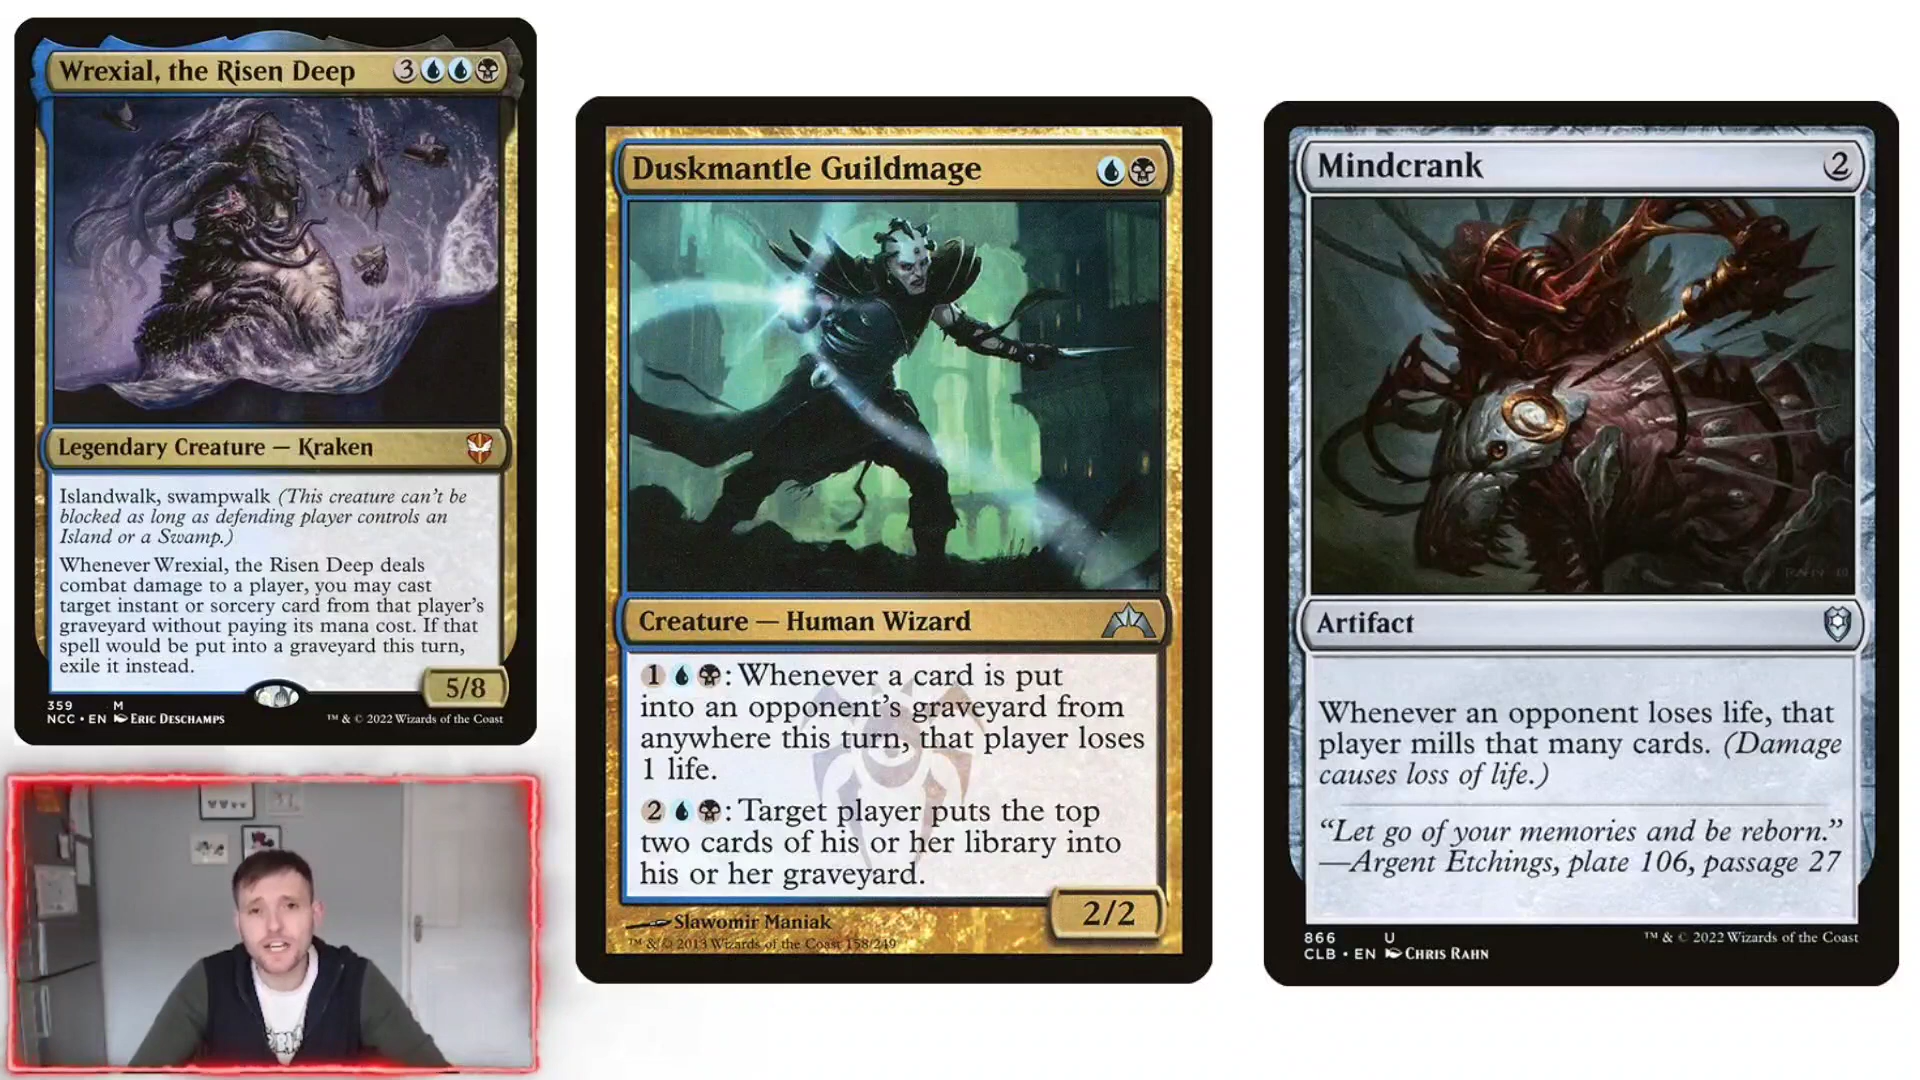 Wrexial, the Risen Deep 3
Legendary Creature — Kraken
Islandwalk, swampwalk (This creature can't be
blocked as long as defending player controls an
Island or a Swamp.)
Whenever Wrexial, the Risen Deep deals
combat damage to a player, you may cast
target instant or sorcery card from that player's
graveyard without paying its mana cost. If that
spell would be put into a graveyard this turn,
exile it instead.
5/8
359 M
NCC • EN Eric Deschamps
™ & © 2022 Wizards of the Coast
Duskmantle Guildmage
Creature — Human Wizard
1 : Whenever a card is put
into an opponent's graveyard from
anywhere this turn, that player loses
1 life.
2 : Target player puts the top
two cards of his or her library into
his or her graveyard.
2/2
Slawomir Maniak
™ & © 2013 Wizards of the Coast 158/249
Mindcrank 2
Artifact
Whenever an opponent loses life, that
player mills that many cards. (Damage
causes loss of life.)
“Let go of your memories and be reborn.”
—Argent Etchings, plate 106, passage 27
866 U
CLB • EN Chris Rahn
™ & © 2022 Wizards of the Coast